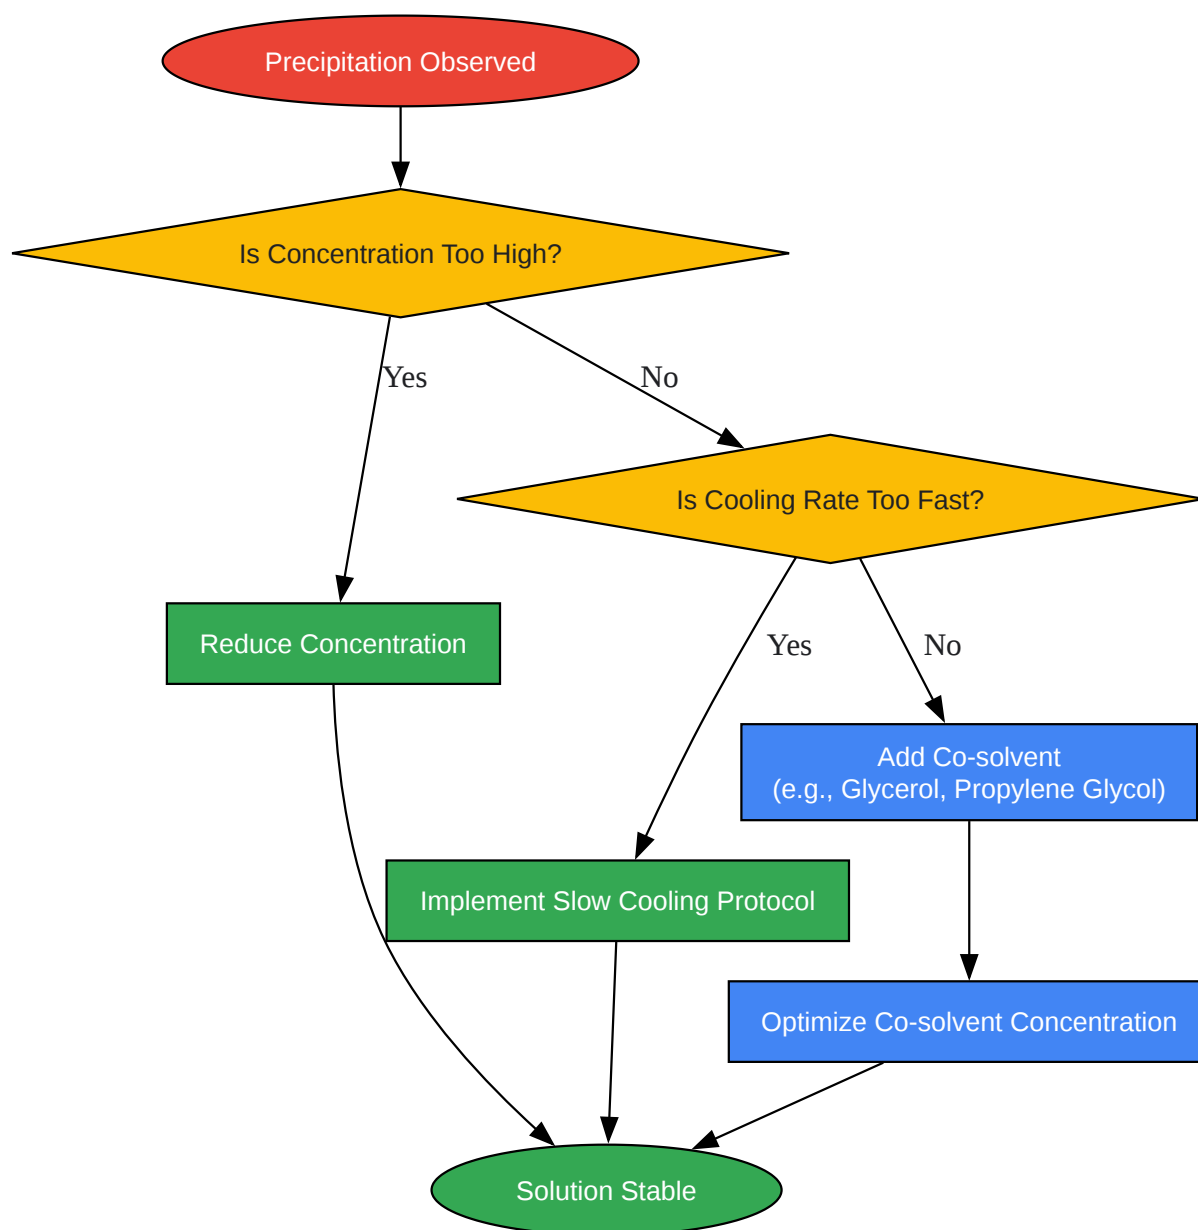 Precipitation Observed
Is Concentration Too High?
Yes
No
Is Cooling Rate Too Fast?
Reduce Concentration
Yes
No
Add Co-solvent
(e.g., Glycerol, Propylene Glycol)
Implement Slow Cooling Protocol
Optimize Co-solvent Concentration
Solution Stable